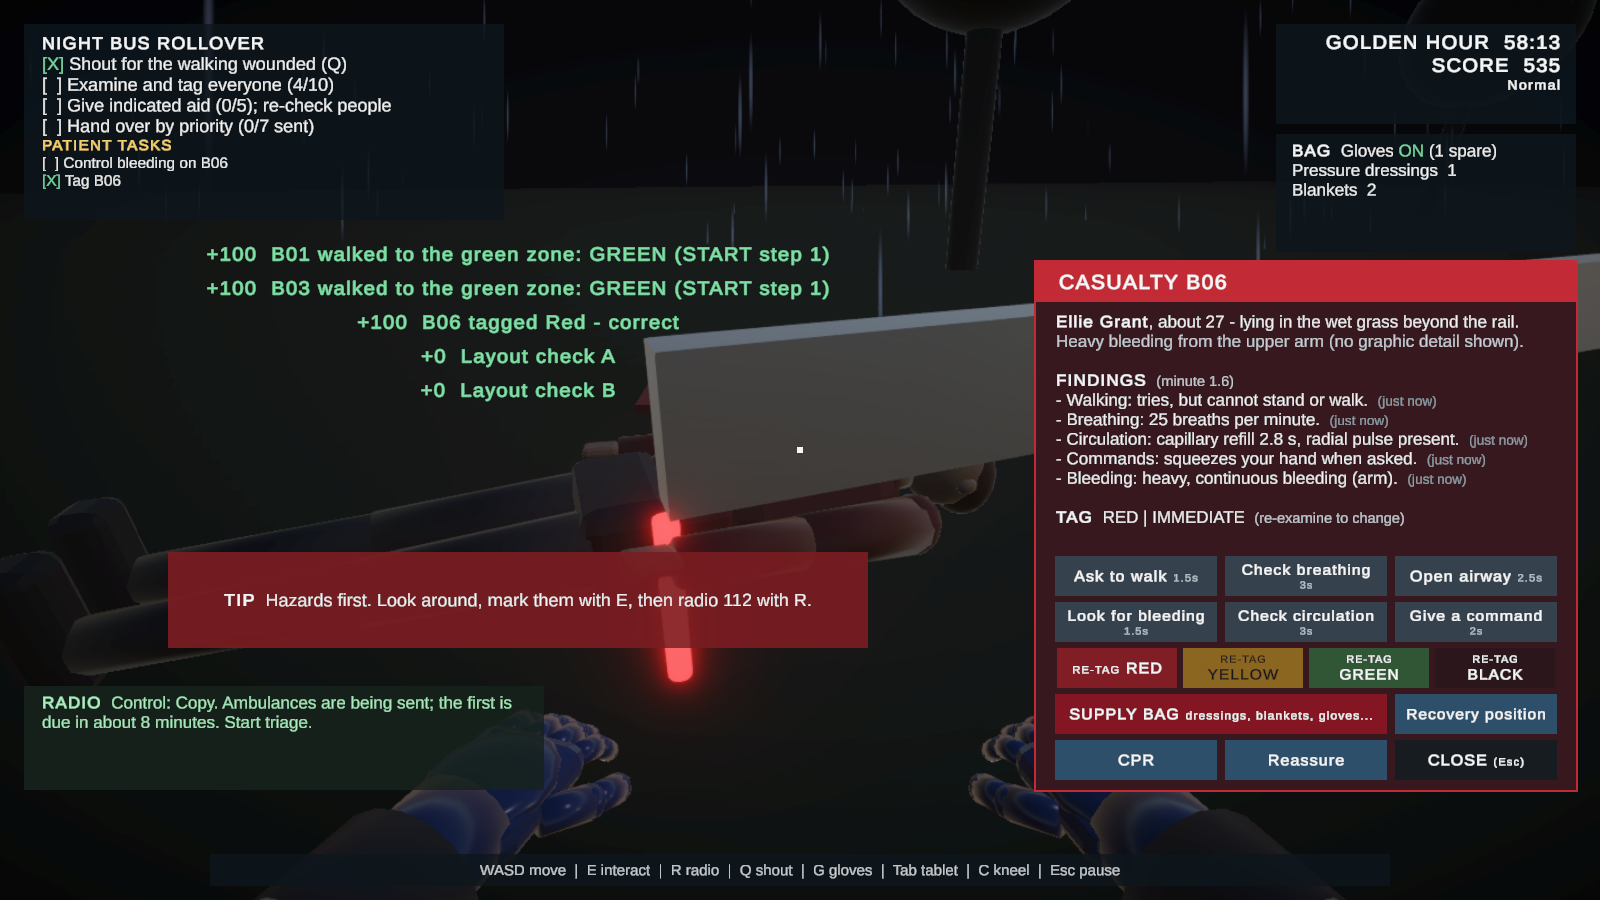 NIGHT BUS ROLLOVER
[X] Shout for the walking wounded (Q)
[ ] Examine and tag everyone (4/10)
[ ] Give indicated aid (0/5); re-check people
[ ] Hand over by priority (0/7 sent)
PATIENT TASKS
[ ] Control bleeding on B06
[X] Tag B06
GOLDEN HOUR 58:13
SCORE 535
Normal
BAG Gloves ON (1 spare)
Pressure dressings 1
Blankets 2
+100 B01 walked to the green zone: GREEN (START step 1)
+100 B03 walked to the green zone: GREEN (START step 1)
+100 B06 tagged Red - correct
+0 Layout check A
+0 Layout check B
CASUALTY B06
Ellie Grant, about 27 - lying in the wet grass beyond the rail.
Heavy bleeding from the upper arm (no graphic detail shown).
FINDINGS (minute 1.6)
- Walking: tries, but cannot stand or walk. (just now)
- Breathing: 25 breaths per minute. (just now)
- Circulation: capillary refill 2.8 s, radial pulse present. (just now)
- Commands: squeezes your hand when asked. (just now)
- Bleeding: heavy, continuous bleeding (arm). (just now)
TAG RED | IMMEDIATE (re-examine to change)
Ask to walk 1.5s
Check breathing
3s
Open airway 2.5s
Look for bleeding
1.5s
Check circulation
3s
Give a command
2s
RE-TAG RED
RE-TAG
YELLOW
RE-TAG
GREEN
RE-TAG
BLACK
SUPPLY BAG dressings, blankets, gloves...
Recovery position
CPR
Reassure
CLOSE (Esc)
TIP Hazards first. Look around, mark them with E, then radio 112 with R.
RADIO Control: Copy. Ambulances are being sent; the first is
due in about 8 minutes. Start triage.
WASD move | E interact | R radio | Q shout | G gloves | Tab tablet | C kneel | Esc pause